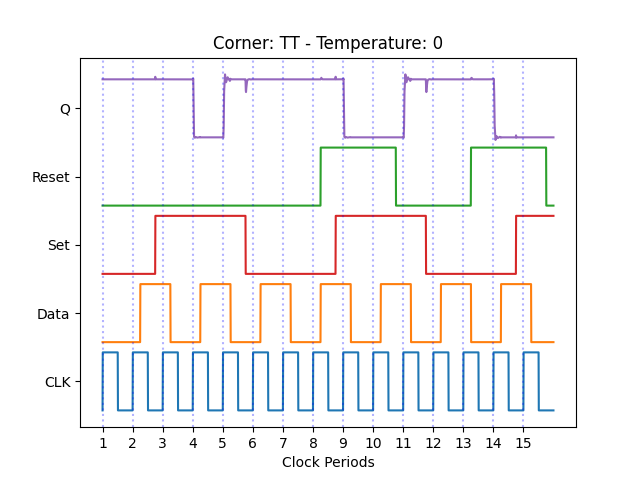 Corner: TT - Temperature: 0
Q
Reset
Set
Data
CLK
1 2 3 4 5 6 7 8 9 10 11 12 13 14 15
Clock Periods